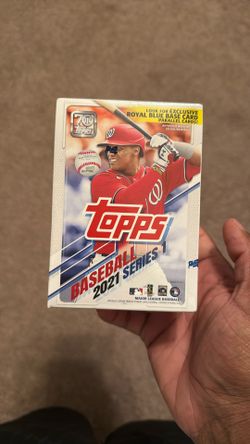 LOOK FOR EXCLUSIVE
ROYAL BLUE BASE CARD
PARALLEL CARDS!
70
TOPPS
BASEBALL
2021 SERIES 1
MAJOR LEAGUE BASEBALL